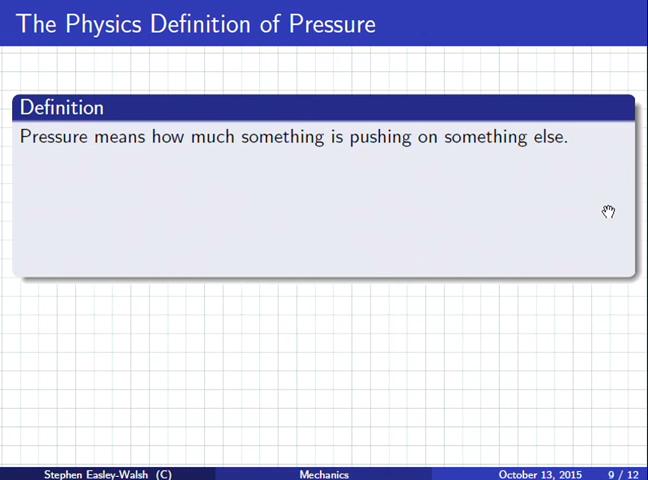 The Physics Definition of Pressure
Definition
Pressure means how much something is pushing on something else.
Stephen Easley-Walsh (C) Mechanics October 13, 2015 9 / 12